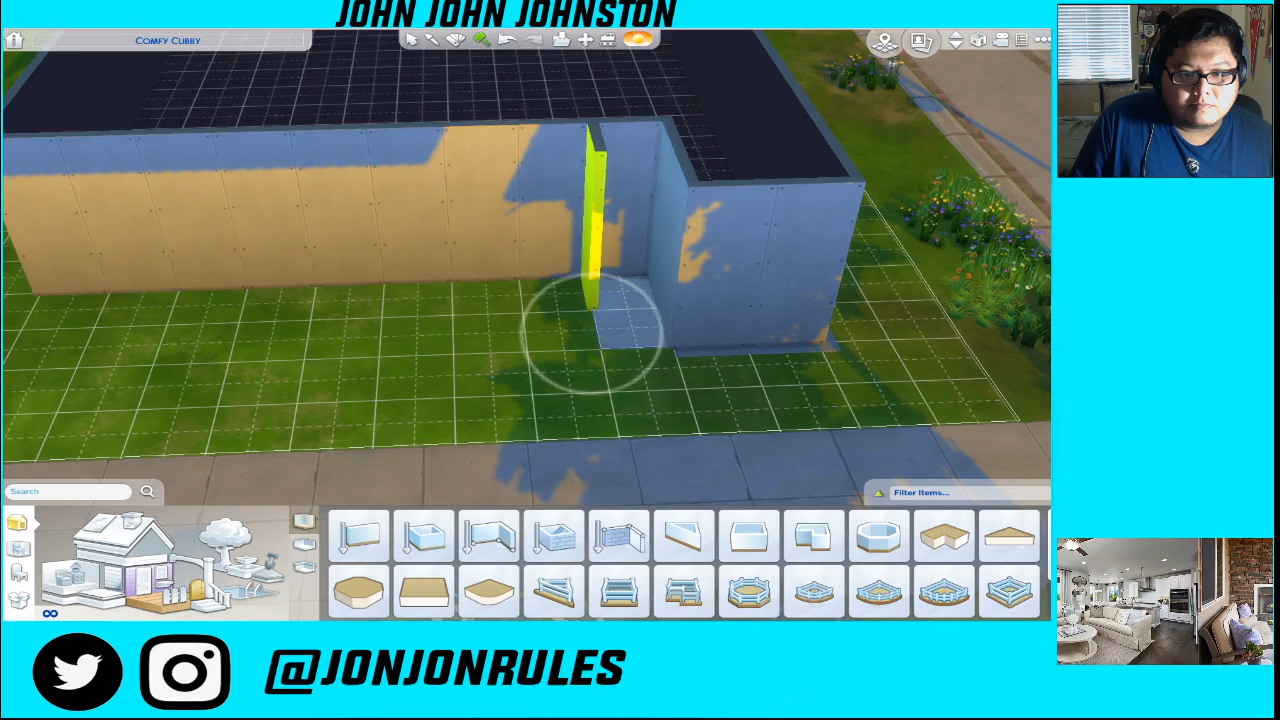 JOHN JOHN JOHNSTON
COMFY CUBBY
Search
Filter Items...
@JONJONRULES